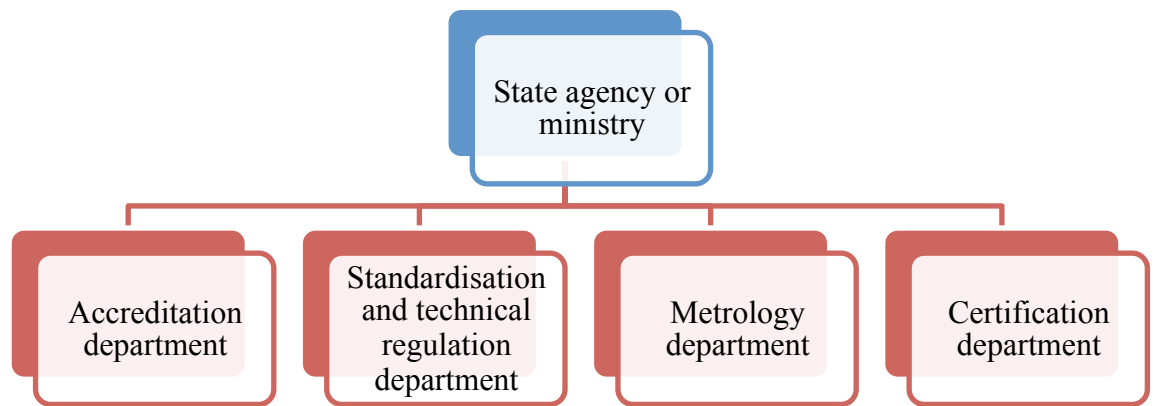 State agency or
ministry
Accreditation
department
Standardisation
and technical
regulation
department
Metrology
department
Certification
department